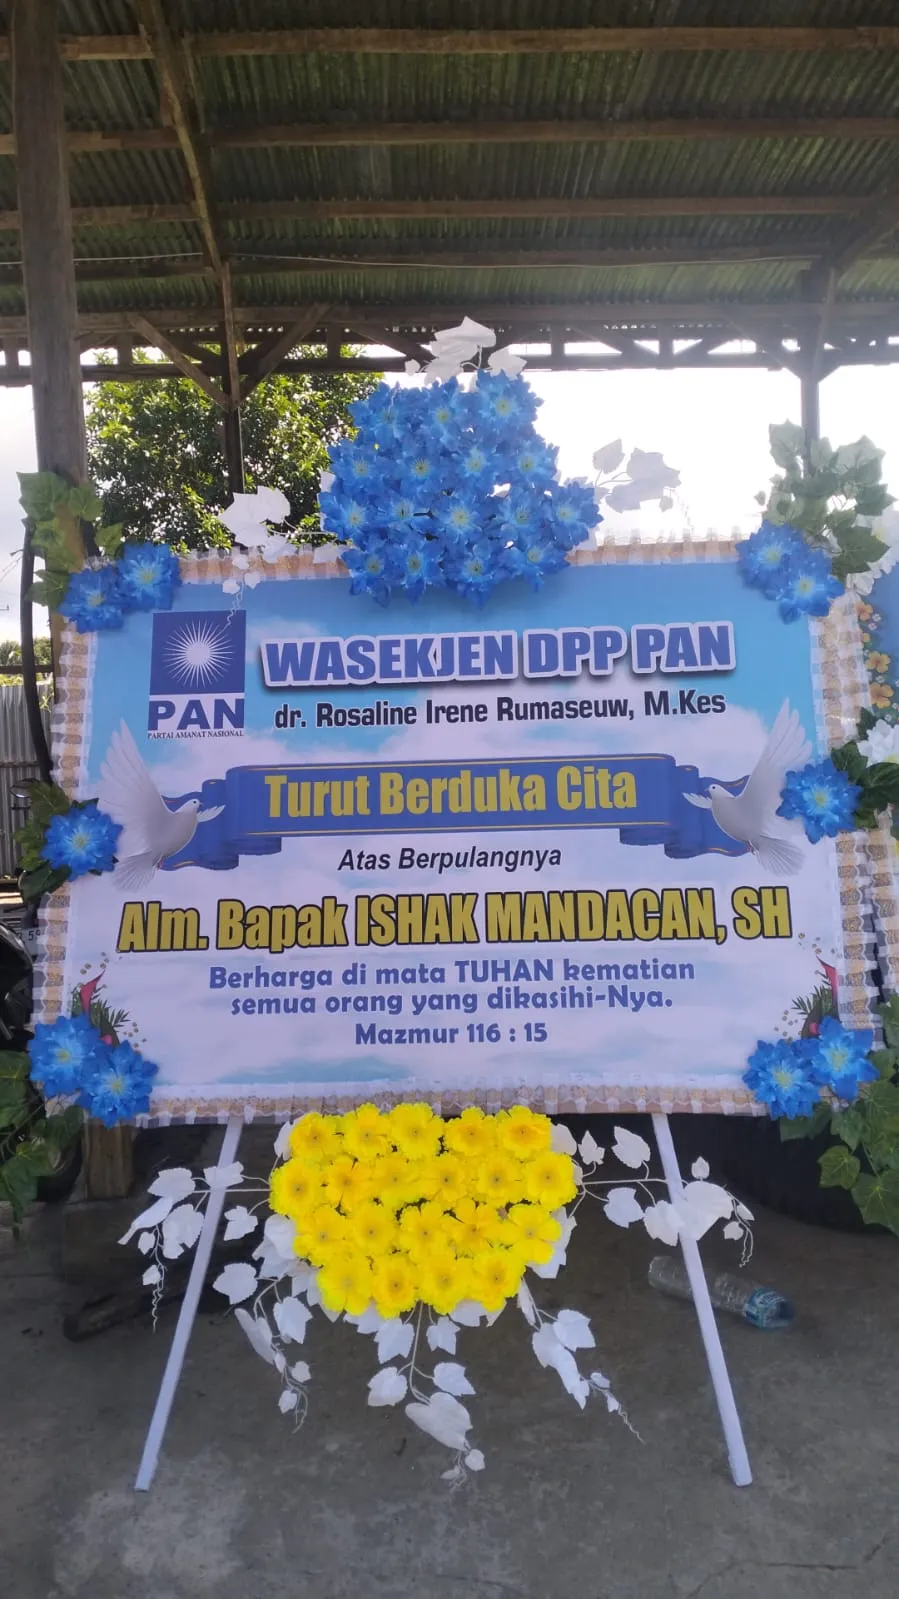 WASEKJEN DPP PAN
dr. Rosaline Irene Rumaseuw, M.Kes
PAN
PARTAI AMANAT NASIONAL
Turut Berduka Cita
Atas Berpulangnya
Alm. Bapak ISHAK MANDACAN, SH
Berharga di mata TUHAN kematian
semua orang yang dikasihi-Nya.
Mazmur 116 : 15